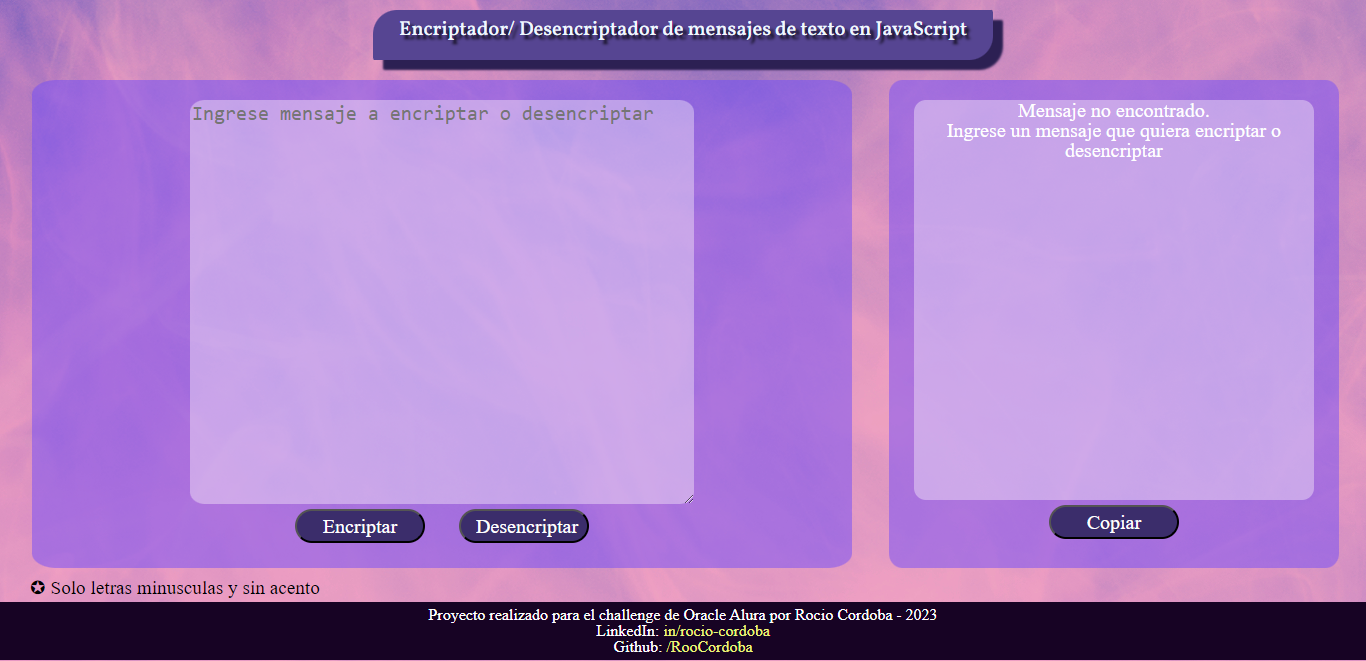 Encriptador/ Desencriptador de mensajes de texto en JavaScript
Ingrese mensaje a encriptar o desencriptar
Mensaje no encontrado.
Ingrese un mensaje que quiera encriptar o
desencriptar
Encriptar
Desencriptar
Copiar
✪ Solo letras minusculas y sin acento
Proyecto realizado para el challenge de Oracle Alura por Rocio Cordoba - 2023
LinkedIn: in/rocio-cordoba
Github: /RooCordoba